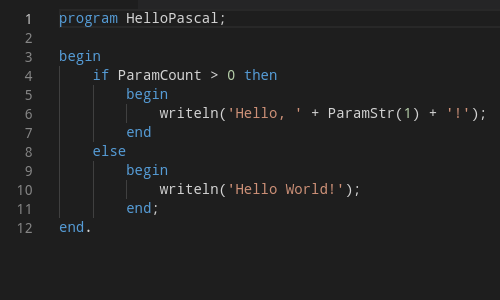 1 program HelloPascal;
2
3 begin
4     if ParamCount > 0 then
5         begin
6             writeln('Hello, ' + ParamStr(1) + '!');
7         end
8     else
9         begin
10             writeln('Hello World!');
11         end;
12 end.